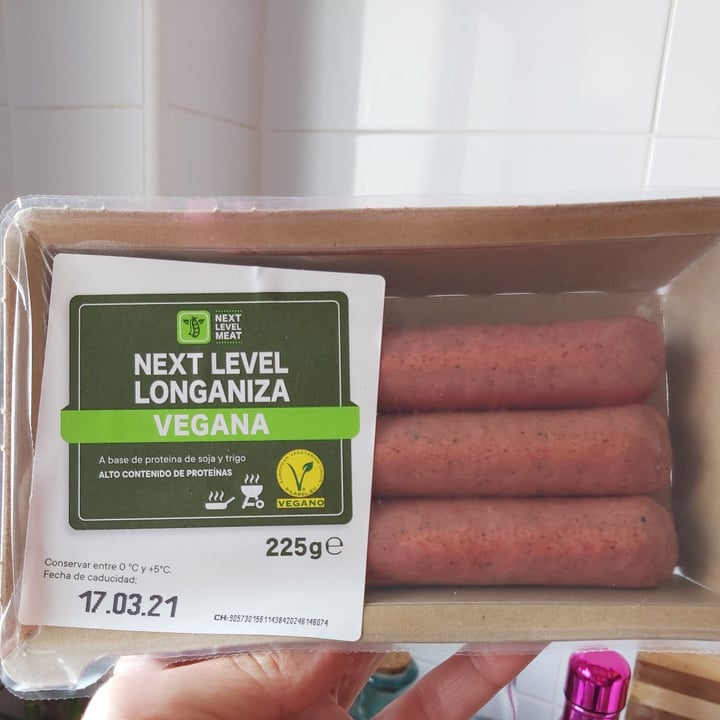 NEXT
LEVEL
MEAT
NEXT LEVEL
LONGANIZA
VEGANA
A base de proteína de soja y trigo
ALTO CONTENIDO DE PROTEÍNAS
VEGANO
225g℮
Conservar entre 0 °C y +5°C.
Fecha de caducidad:
17.03.21